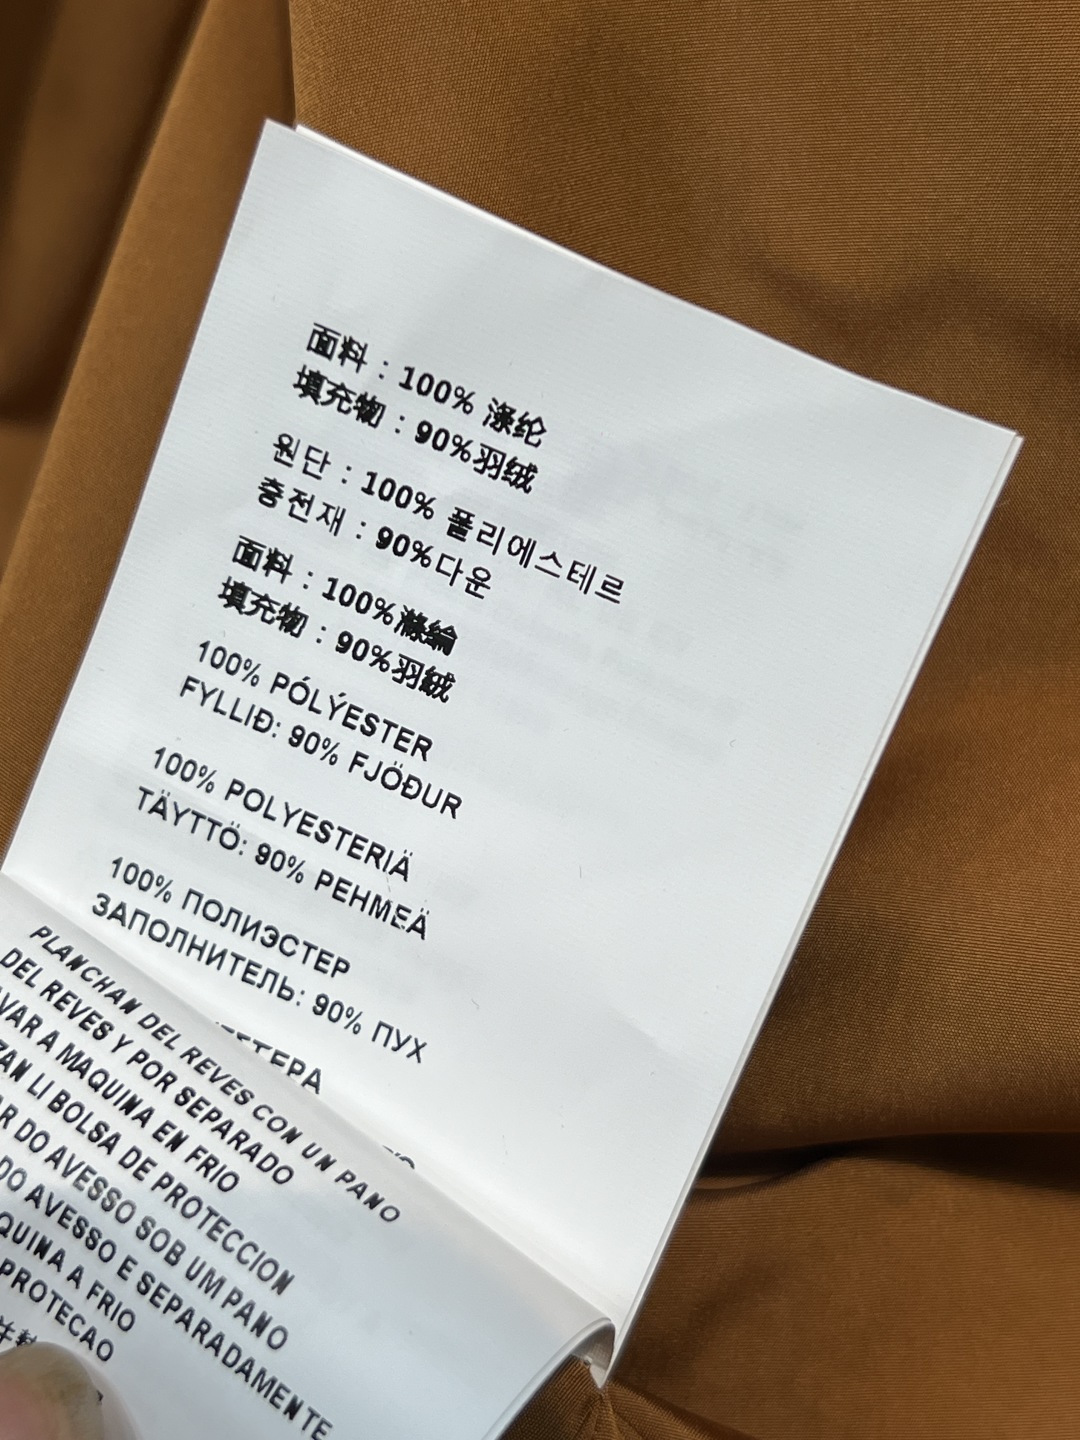 面料：100% 涤纶
填充物：90%羽绒
원단：100% 폴리에스테르
충전재：90%다운
面料：100%滌綸
填充物：90%羽絨
100% PÓLÝESTER
FYLLIÐ: 90% FJÖÐUR
100% POLYESTERIÄ
TÄYTTÖ: 90% PEHMEÄ
100% ПОЛИЭСТЕР
ЗАПОЛНИТЕЛЬ: 90% ПУХ
PLANCHAN DEL REVES CON UN PANO
DEL REVES Y POR SEPARADO
A MAQUINA EN FRIO
LI BOLSA DE PROTECCION
DO AVESSO SOB UM PANO
DO AVESSO E SEPARADAMENTE
A FRIO
PROTECAO